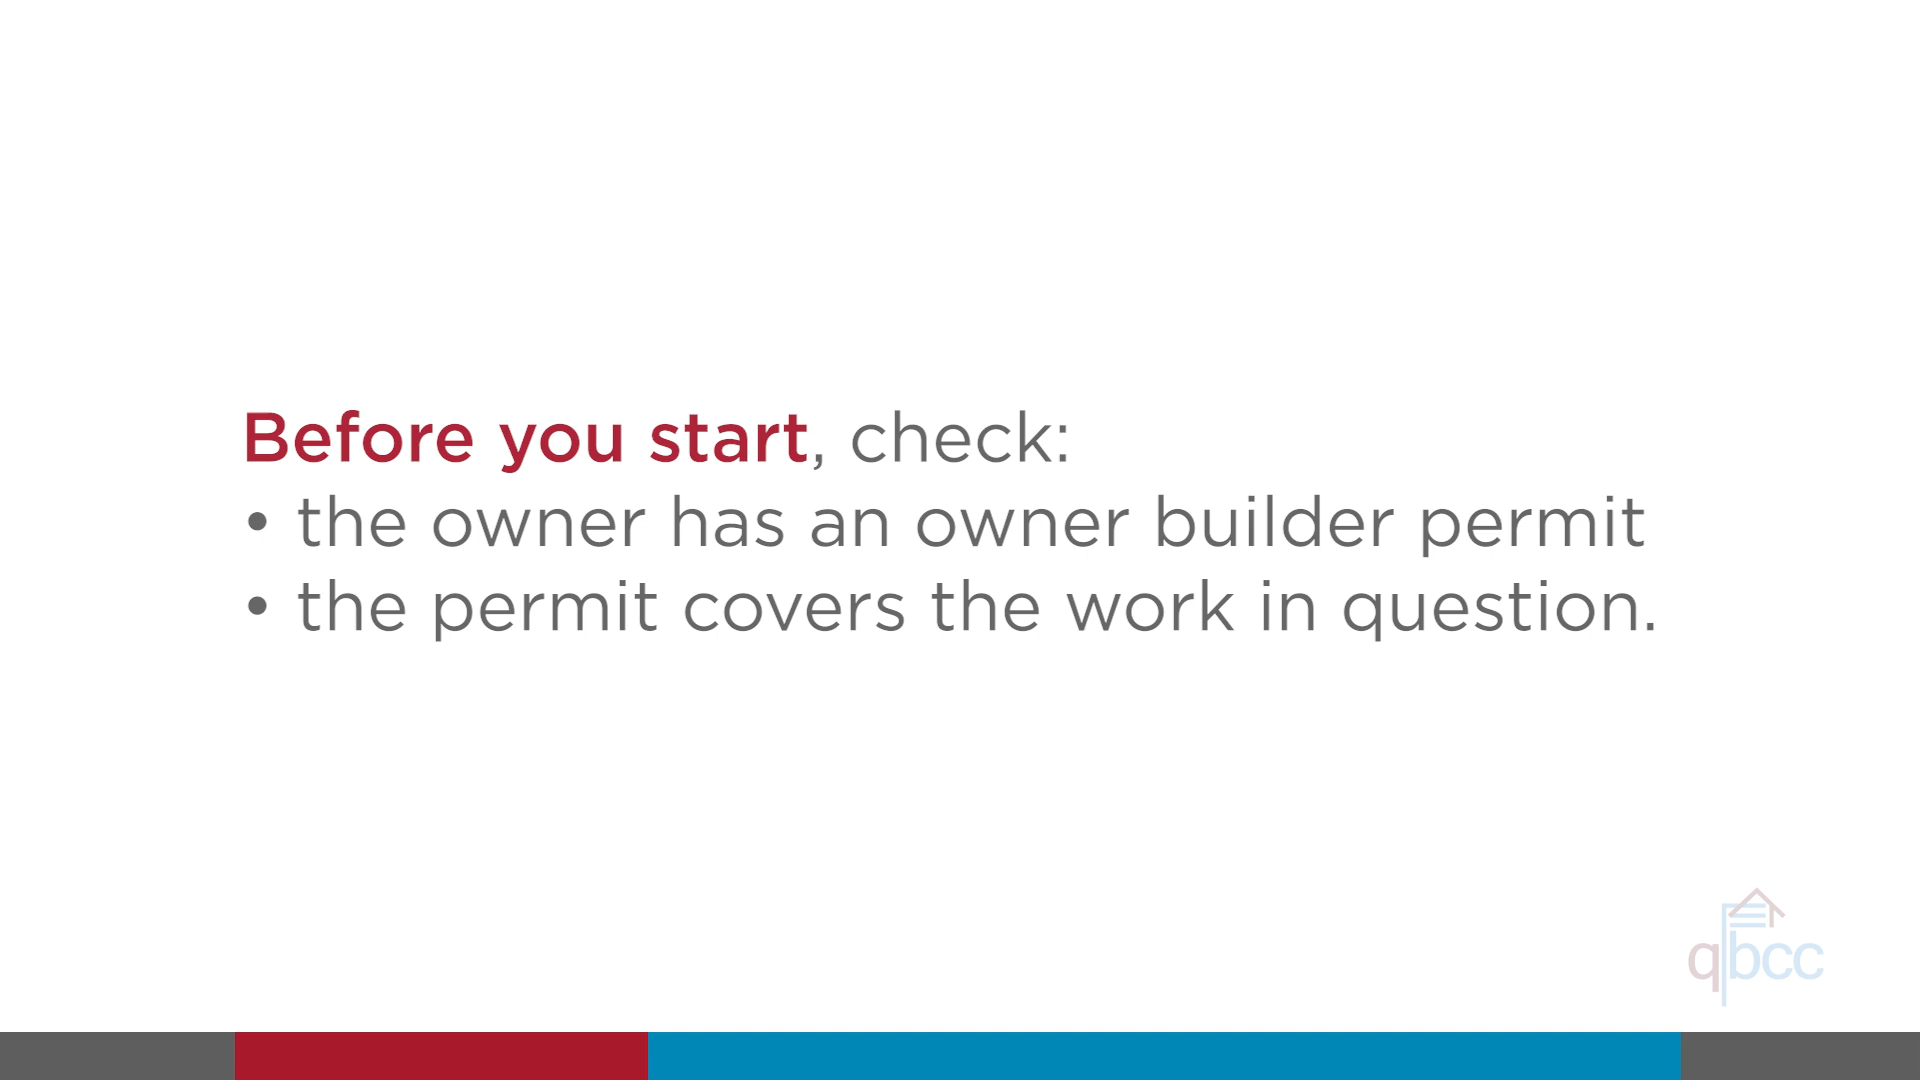 Before you start, check:
• the owner has an owner builder permit
• the permit covers the work in question.
qbcc